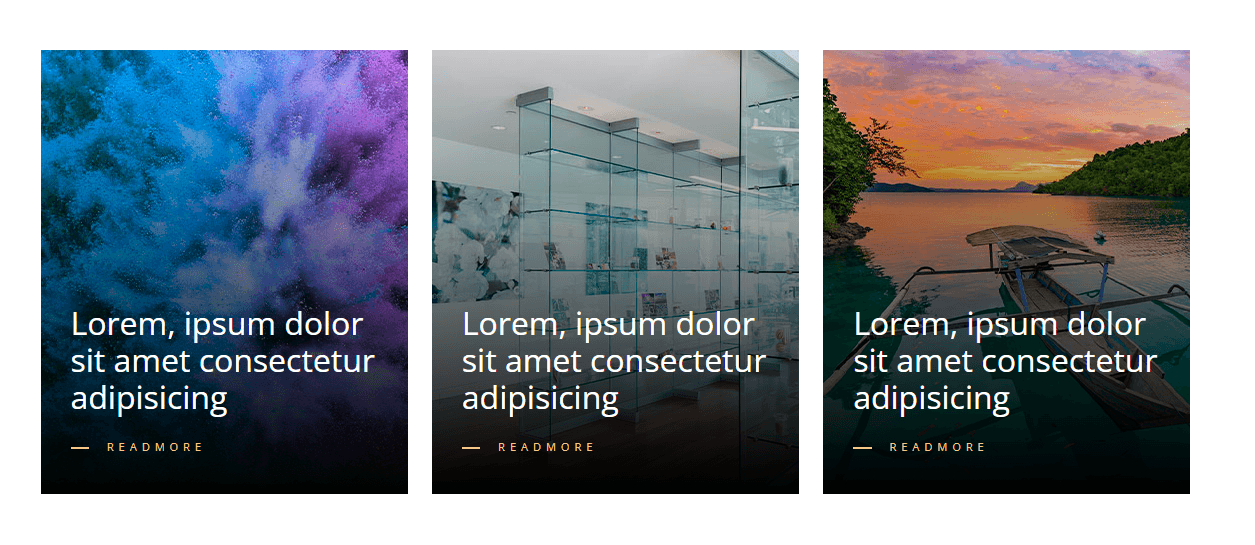 Lorem, ipsum dolor
sit amet consectetur
adipisicing
READMORE
Lorem, ipsum dolor
sit amet consectetur
adipisicing
READMORE
Lorem, ipsum dolor
sit amet consectetur
adipisicing
READMORE